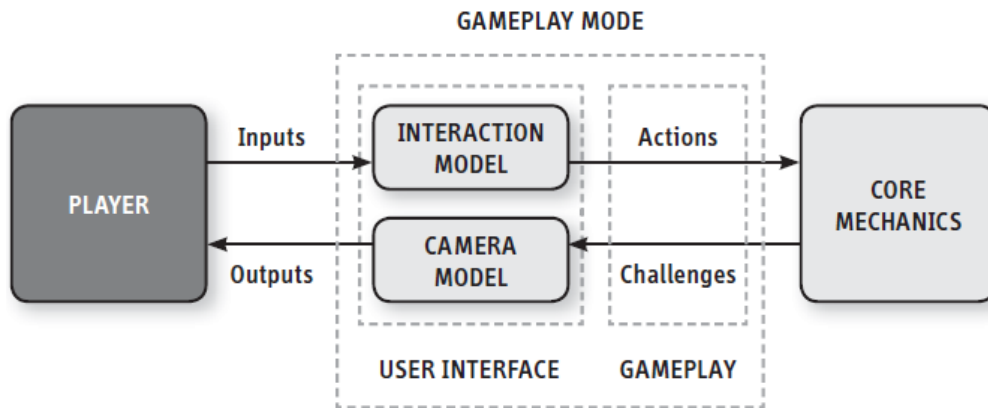 GAMEPLAY MODE
PLAYER
Inputs
INTERACTION
MODEL
Actions
CORE
MECHANICS
Outputs
CAMERA
MODEL
Challenges
USER INTERFACE
GAMEPLAY